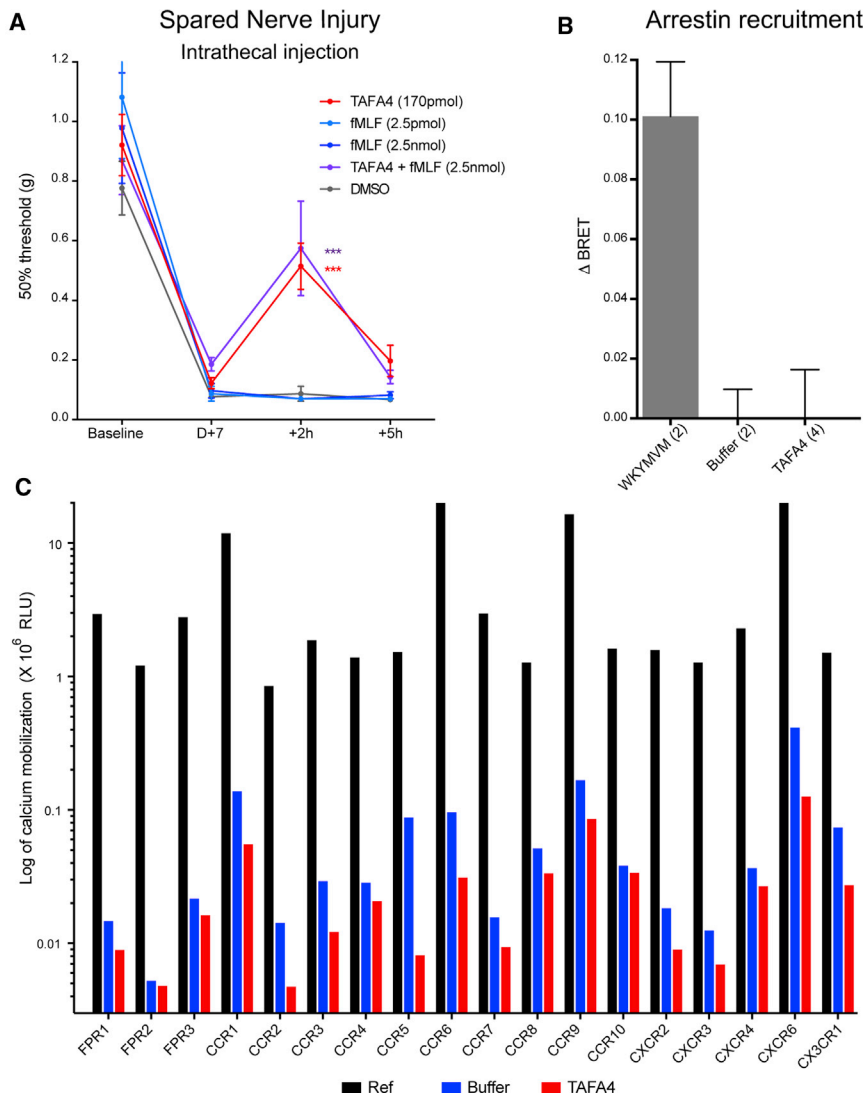 A
Spared Nerve Injury
Intrathecal injection
50% threshold (g)
1.2
1.0
0.8
0.6
0.4
0.2
0.0
Baseline
D+7
+2h
+5h
TAFA4 (170pmol)
fMLF (2.5pmol)
fMLF (2.5nmol)
TAFA4 + fMLF (2.5nmol)
DMSO
***
***
B
Arrestin recruitment
Δ BRET
0.12
0.10
0.08
0.06
0.04
0.02
0.00
WKYMVM (2)
Buffer (2)
TAFA4 (4)
C
Log of calcium mobilization (X 10⁶ RLU)
10
1
0.1
0.01
FPR1
FPR2
FPR3
CCR1
CCR2
CCR3
CCR4
CCR5
CCR6
CCR7
CCR8
CCR9
CCR10
CXCR2
CXCR3
CXCR4
CXCR6
CX3CR1
Ref
Buffer
TAFA4